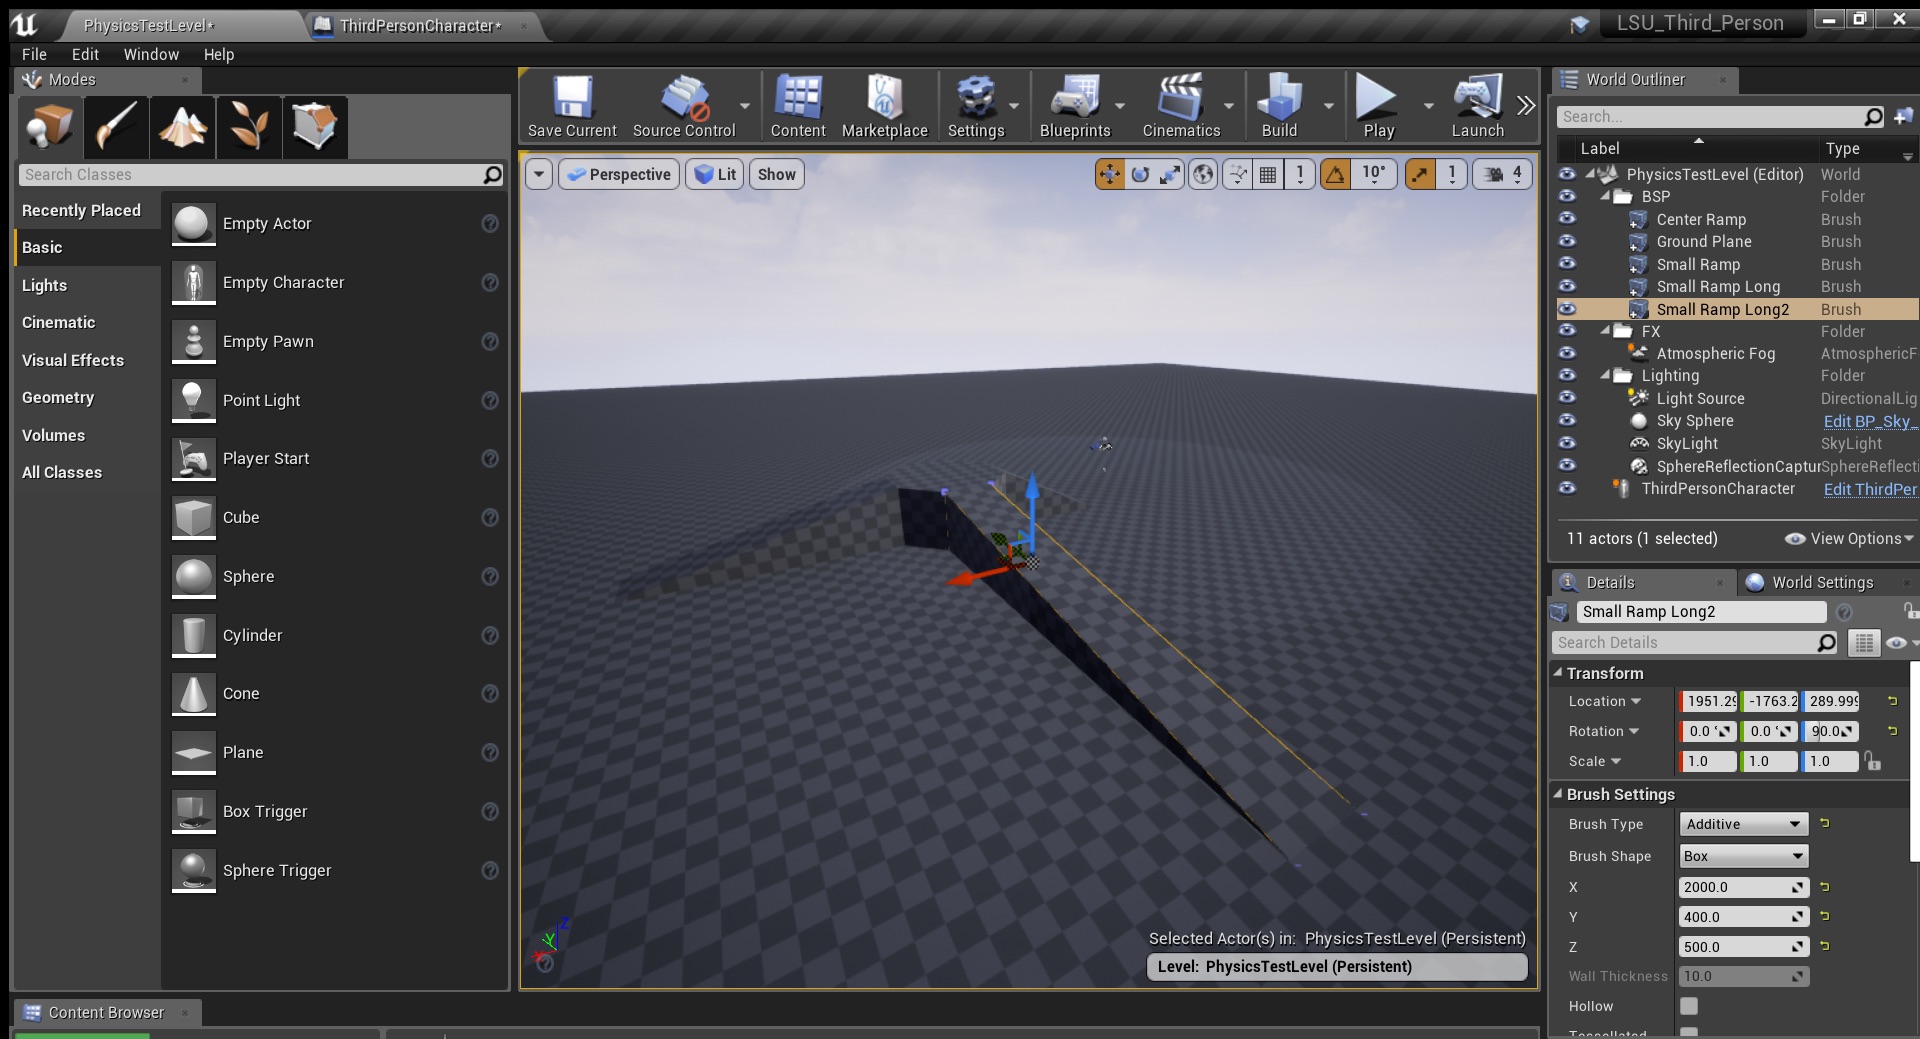 PhysicsTestLevel*
ThirdPersonCharacter*
LSU_Third_Person
File Edit Window Help
Modes
Search Classes
Recently Placed
Basic
Lights
Cinematic
Visual Effects
Geometry
Volumes
All Classes
Empty Actor
Empty Character
Empty Pawn
Point Light
Player Start
Cube
Sphere
Cylinder
Cone
Plane
Box Trigger
Sphere Trigger
Content Browser
Save Current Source Control Content Marketplace Settings Blueprints Cinematics Build Play Launch
Perspective Lit Show 1 10° 1 4
Z
Y
X
Selected Actor(s) in: PhysicsTestLevel (Persistent)
Level: PhysicsTestLevel (Persistent)
World Outliner
Search...
Label Type
PhysicsTestLevel (Editor) World
BSP Folder
Center Ramp Brush
Ground Plane Brush
Small Ramp Brush
Small Ramp Long Brush
Small Ramp Long2 Brush
FX Folder
Atmospheric Fog AtmosphericF
Lighting Folder
Light Source DirectionalLig
Sky Sphere Edit BP_Sky_
SkyLight SkyLight
SphereReflectionCaptur SphereReflecti
ThirdPersonCharacter Edit ThirdPer
11 actors (1 selected) View Options
Details World Settings
Small Ramp Long2
Search Details
Transform
Location 1951.29 -1763.2 289.999
Rotation 0.0 ° 0.0 ° 90.0
Scale 1.0 1.0 1.0
Brush Settings
Brush Type Additive
Brush Shape Box
X 2000.0
Y 400.0
Z 500.0
Wall Thickness 10.0
Hollow
Tessellated